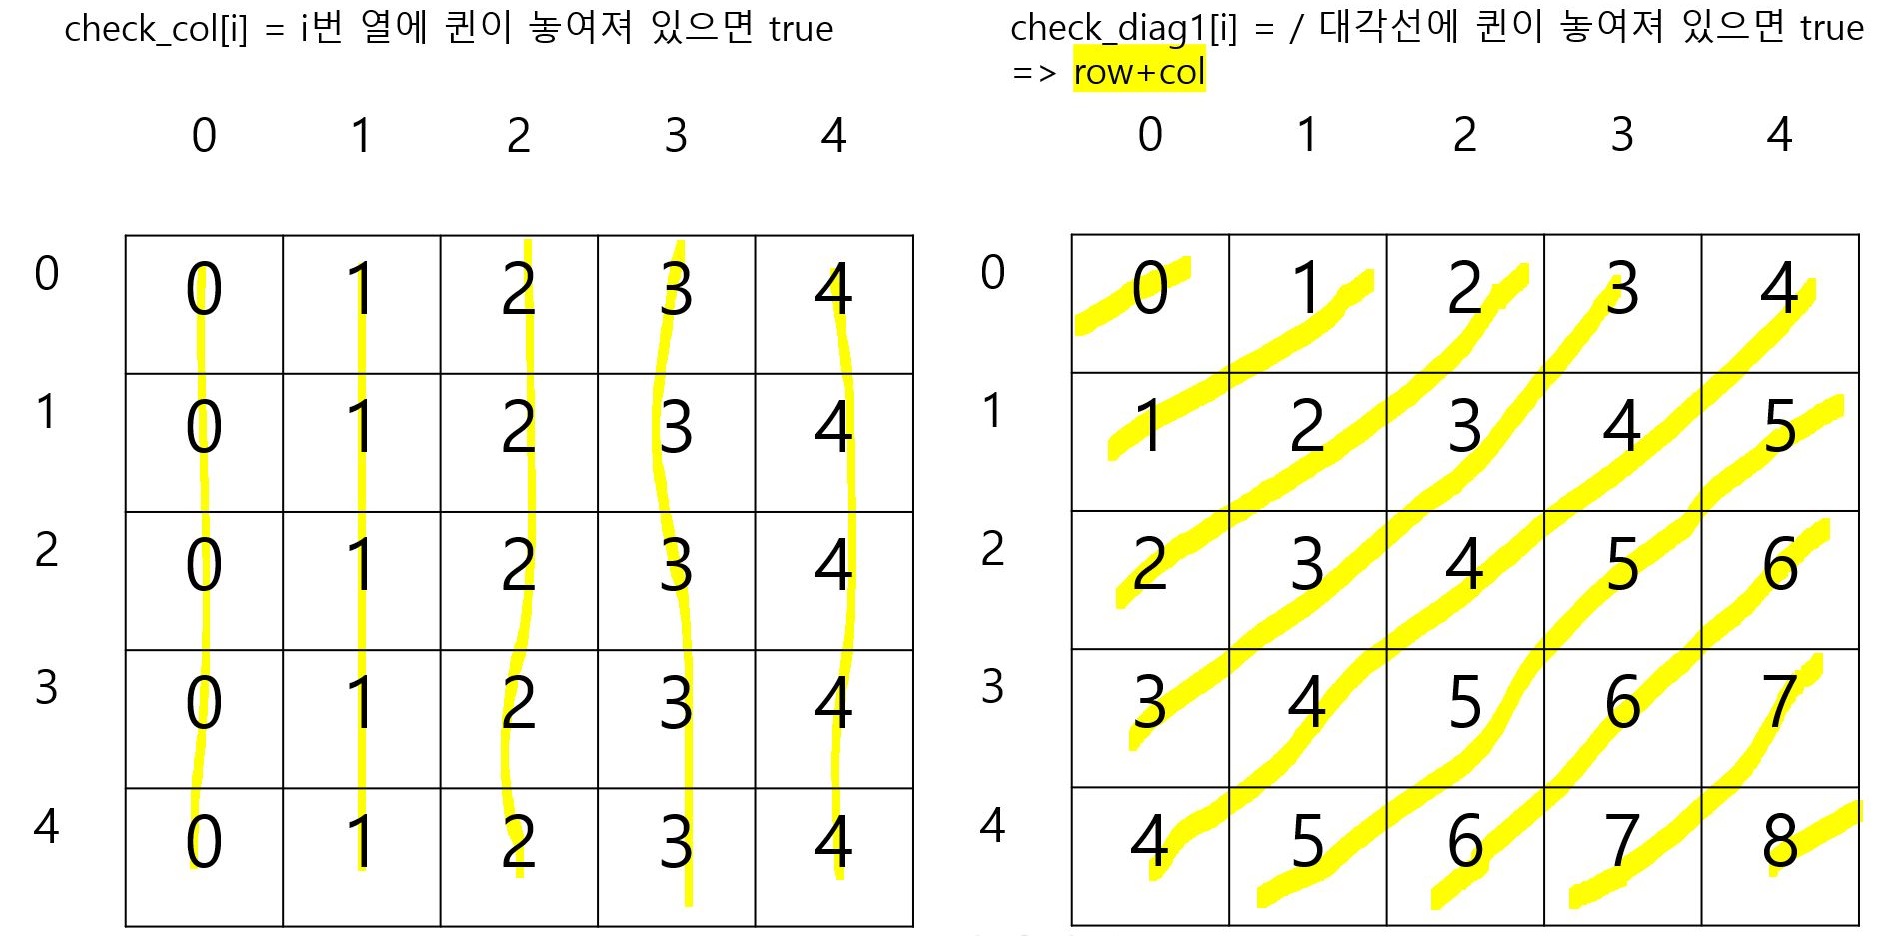 check_col[i] = i번 열에 퀸이 놓여져 있으면 true
0 1 2 3 4
0 0 1 2 3 4
1 0 1 2 3 4
2 0 1 2 3 4
3 0 1 2 3 4
4 0 1 2 3 4
check_diag1[i] = / 대각선에 퀸이 놓여져 있으면 true
=> row+col
0 1 2 3 4
0 0 1 2 3 4
1 1 2 3 4 5
2 2 3 4 5 6
3 3 4 5 6 7
4 4 5 6 7 8